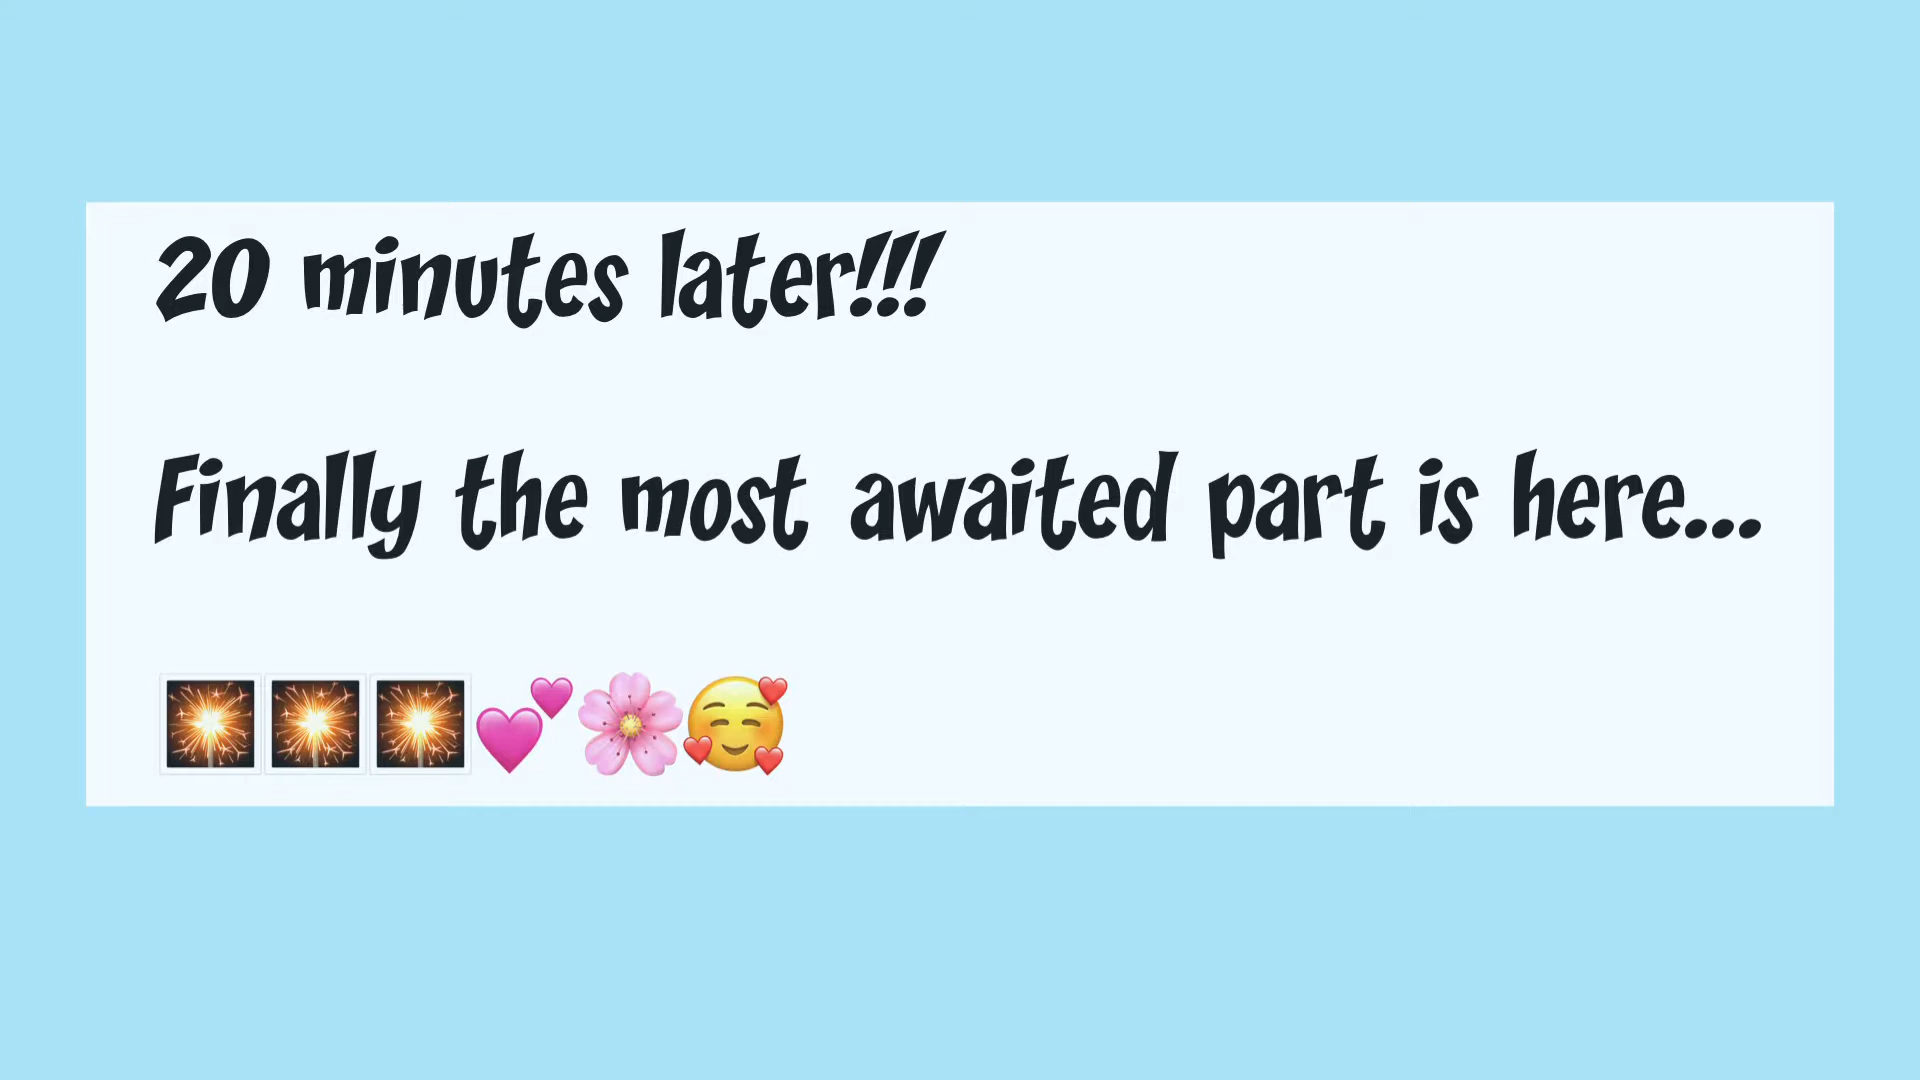 20 minutes later!!!
Finally the most awaited part is here...
🎇🎇🎇💕🌸🥰